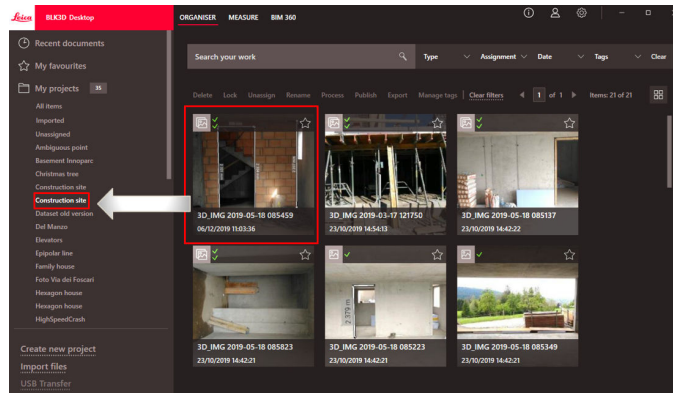 Leica BLK3D Desktop
ORGANISER MEASURE BIM 360
Recent documents
My favourites
My projects 35
All items
Imported
Unassigned
Ambiguous point
Basement Innoparc
Christmas tree
Construction site
Construction site
Dataset old version
Del Manzo
Elevators
Epipolar line
Family house
Foto Via dei Foscari
Hexagon house
Hexagon house
HighSpeedCrash
Create new project
Import files
USB Transfer
Search your work
Type Assignment Date Tags Clear
Delete Lock Unassign Rename Process Publish Export Manage tags Clear filters 1 of 1 Items: 21 of 21
3D_IMG 2019-05-18 085459
06/12/2019 11:03:36
3D_IMG 2019-03-17 121750
23/10/2019 14:54:13
3D_IMG 2019-05-18 085137
23/10/2019 14:42:22
3D_IMG 2019-05-18 085823
23/10/2019 14:42:21
2.379 m
3D_IMG 2019-05-18 085223
23/10/2019 14:42:21
3D_IMG 2019-05-18 085349
23/10/2019 14:42:21